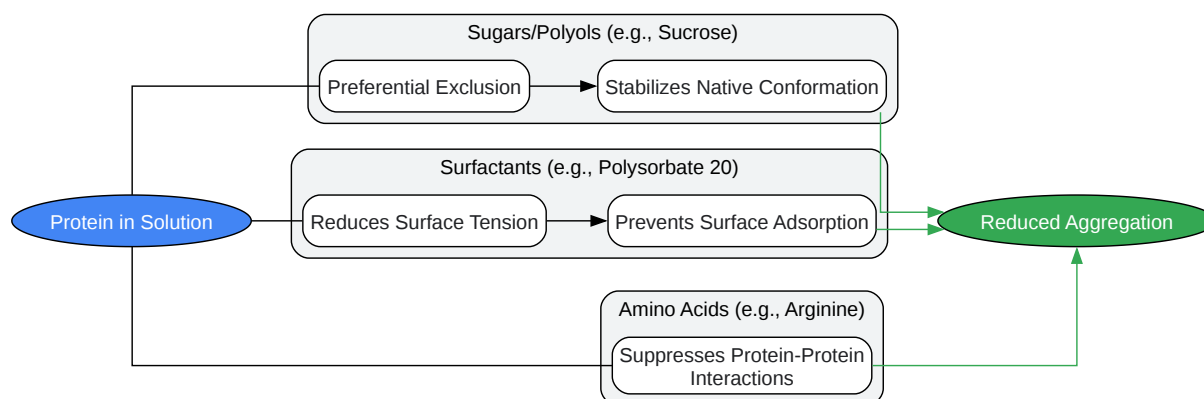 Sugars/Polyols (e.g., Sucrose)
Preferential Exclusion
Stabilizes Native Conformation
Surfactants (e.g., Polysorbate 20)
Protein in Solution
Reduces Surface Tension
Prevents Surface Adsorption
Reduced Aggregation
Amino Acids (e.g., Arginine)
Suppresses Protein-Protein
Interactions